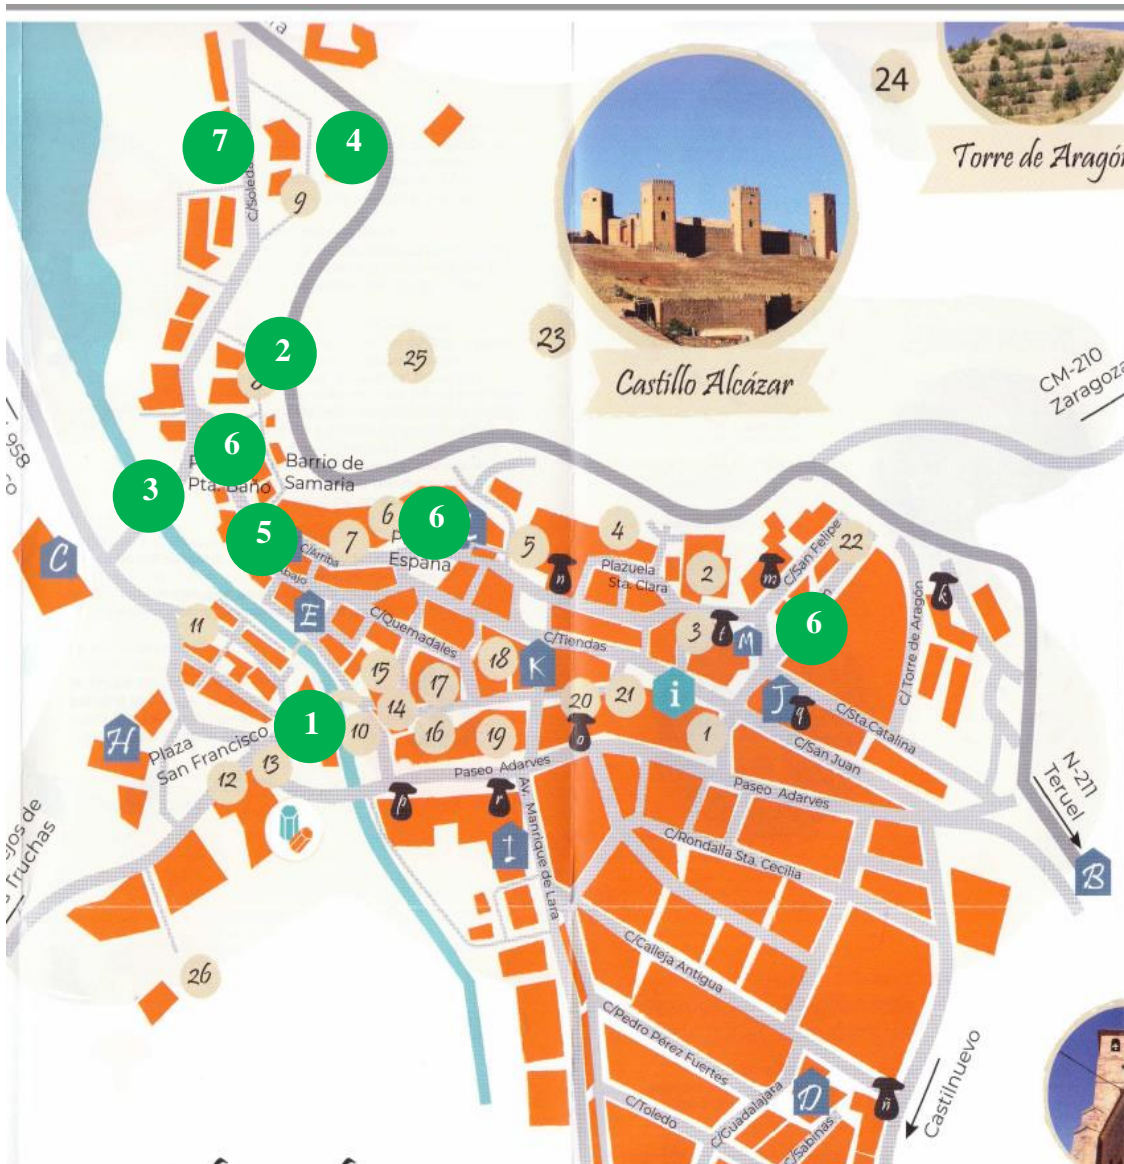 24
Torre de Aragón
7
4
C/Soledad
9
2
25
23
Castillo Alcázar
CM-210
Zaragoza
958
6
Barrio de
Samaria
Pta. Baño
3
5
6
6
7
C/Arriba
España
5
4
Plazuela
Sta. Clara
2
n
m
C/San Felipe
22
k
C
E
C/Quemadales
C/Tiendas
3
t
M
6
C/Torre de Aragón
11
15
14
17
18
K
20
21
i
J
q
C/Sta.Catalina
C/San Juan
1
10
16
19
o
1
H
Plaza
San Francisco
12
13
Paseo Adarves
Paseo Adarves
N-211
Teruel
p
r
I
Av. Manrique de Lara
C/Rondalla Sta. Cecilia
B
Truchas
26
C/Calleja Antigua
C/Pedro Pérez Fuertes
C/Toledo
C/Guadalajara
D
C/Sabinas
ñ
Castilnuevo